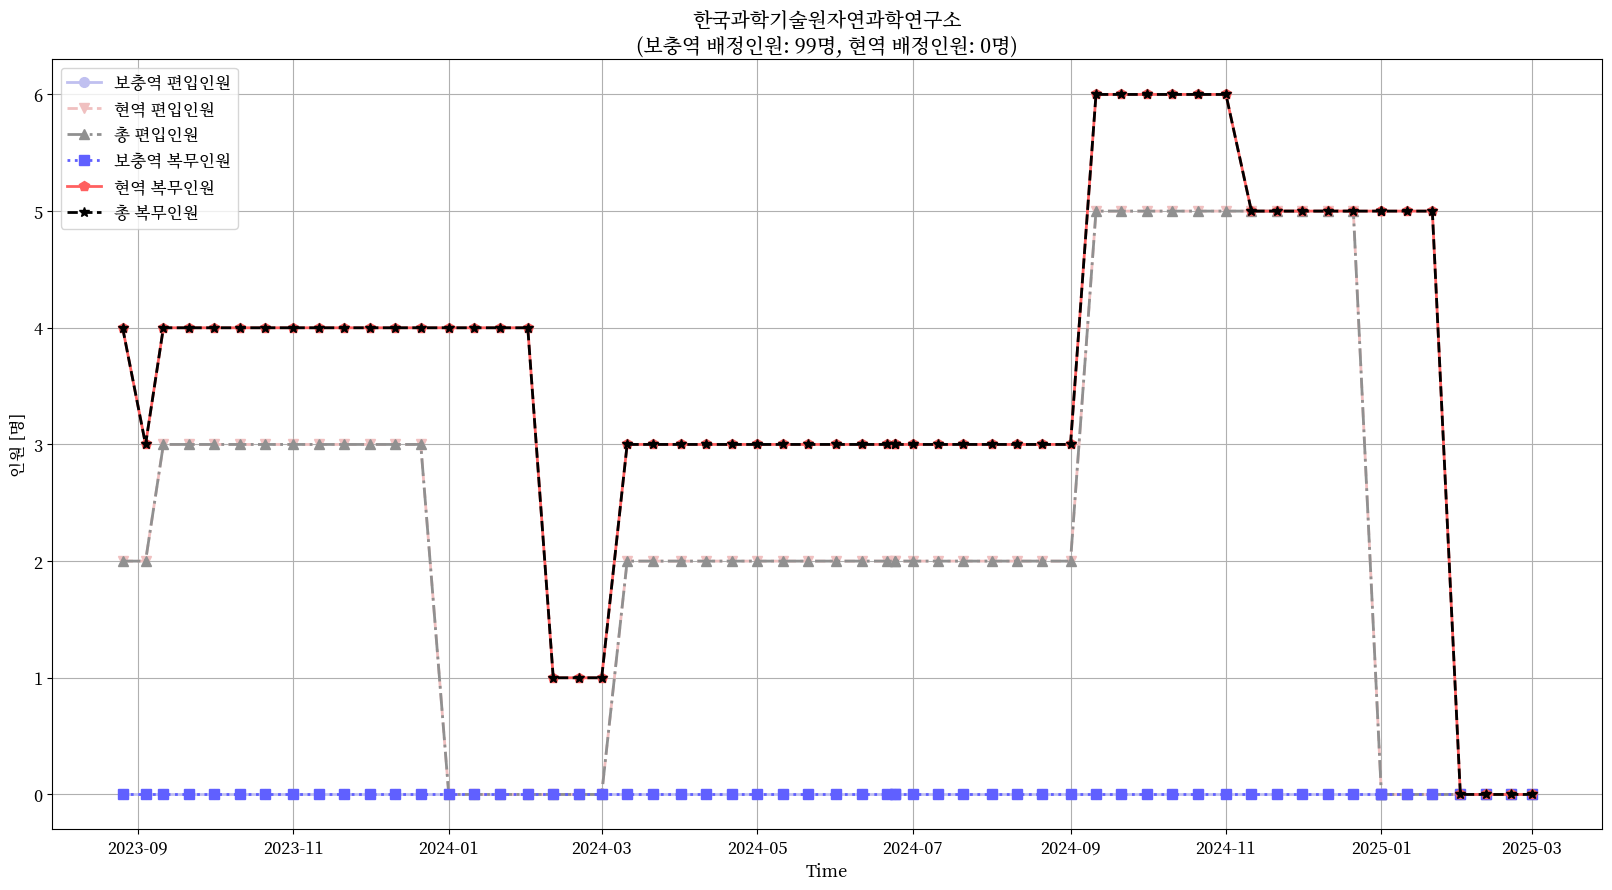 한국과학기술원자연과학연구소
(보충역 배정인원: 99명, 현역 배정인원: 0명)
보충역 편입인원
현역 편입인원
총 편입인원
보충역 복무인원
현역 복무인원
총 복무인원
인원 [명]
6
5
4
3
2
1
0
2023-09 2023-11 2024-01 2024-03 2024-05 2024-07 2024-09 2024-11 2025-01 2025-03
Time